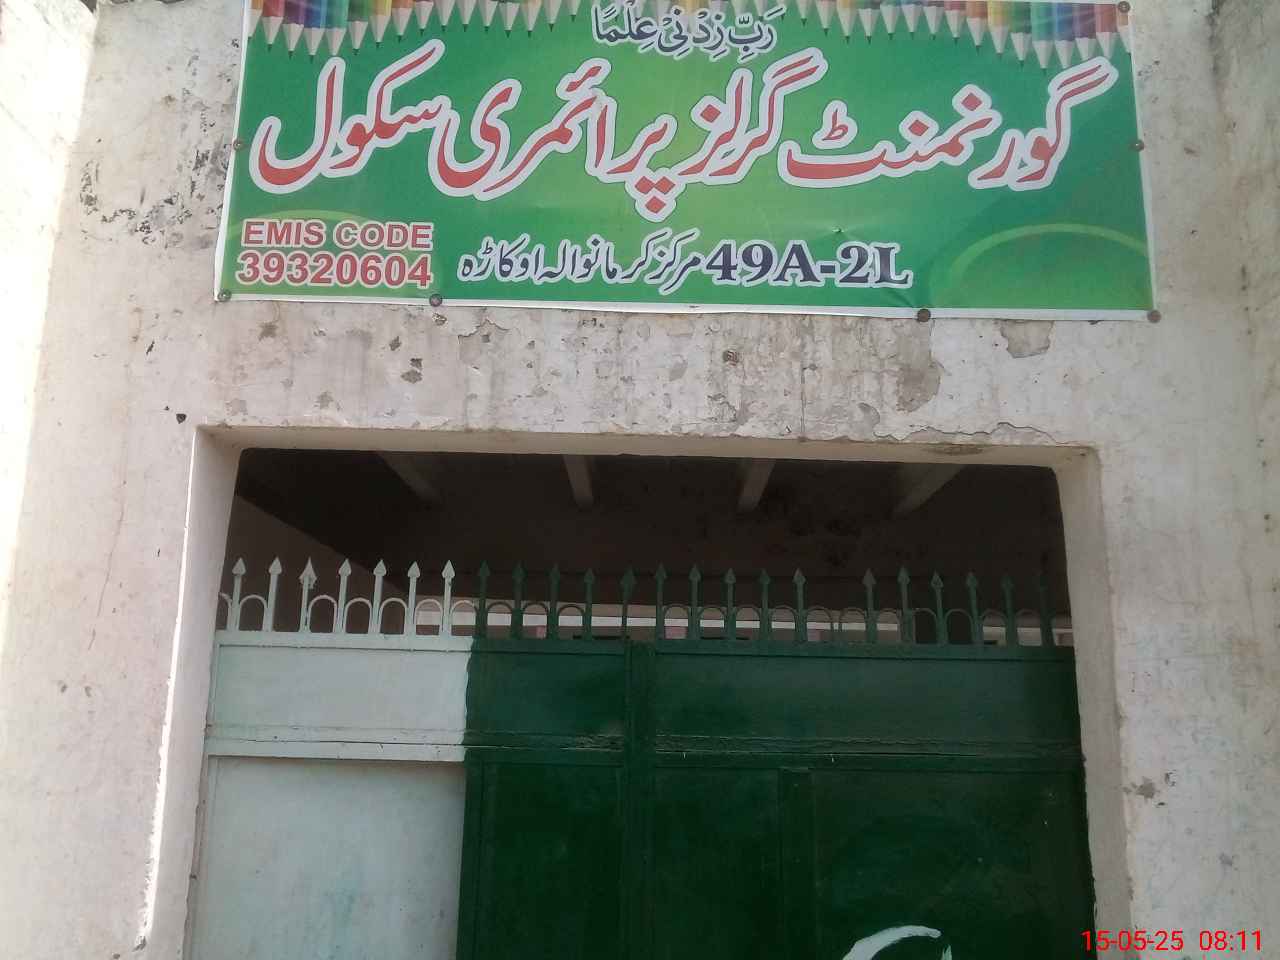 رَبِّ زِدْنِیْ عِلْمًا
گورنمنٹ گرلز پرائمری سکول
49A-2L مرکز کرمانوالہ اوکاڑہ
EMIS CODE
39320604
15-05-25 08:11